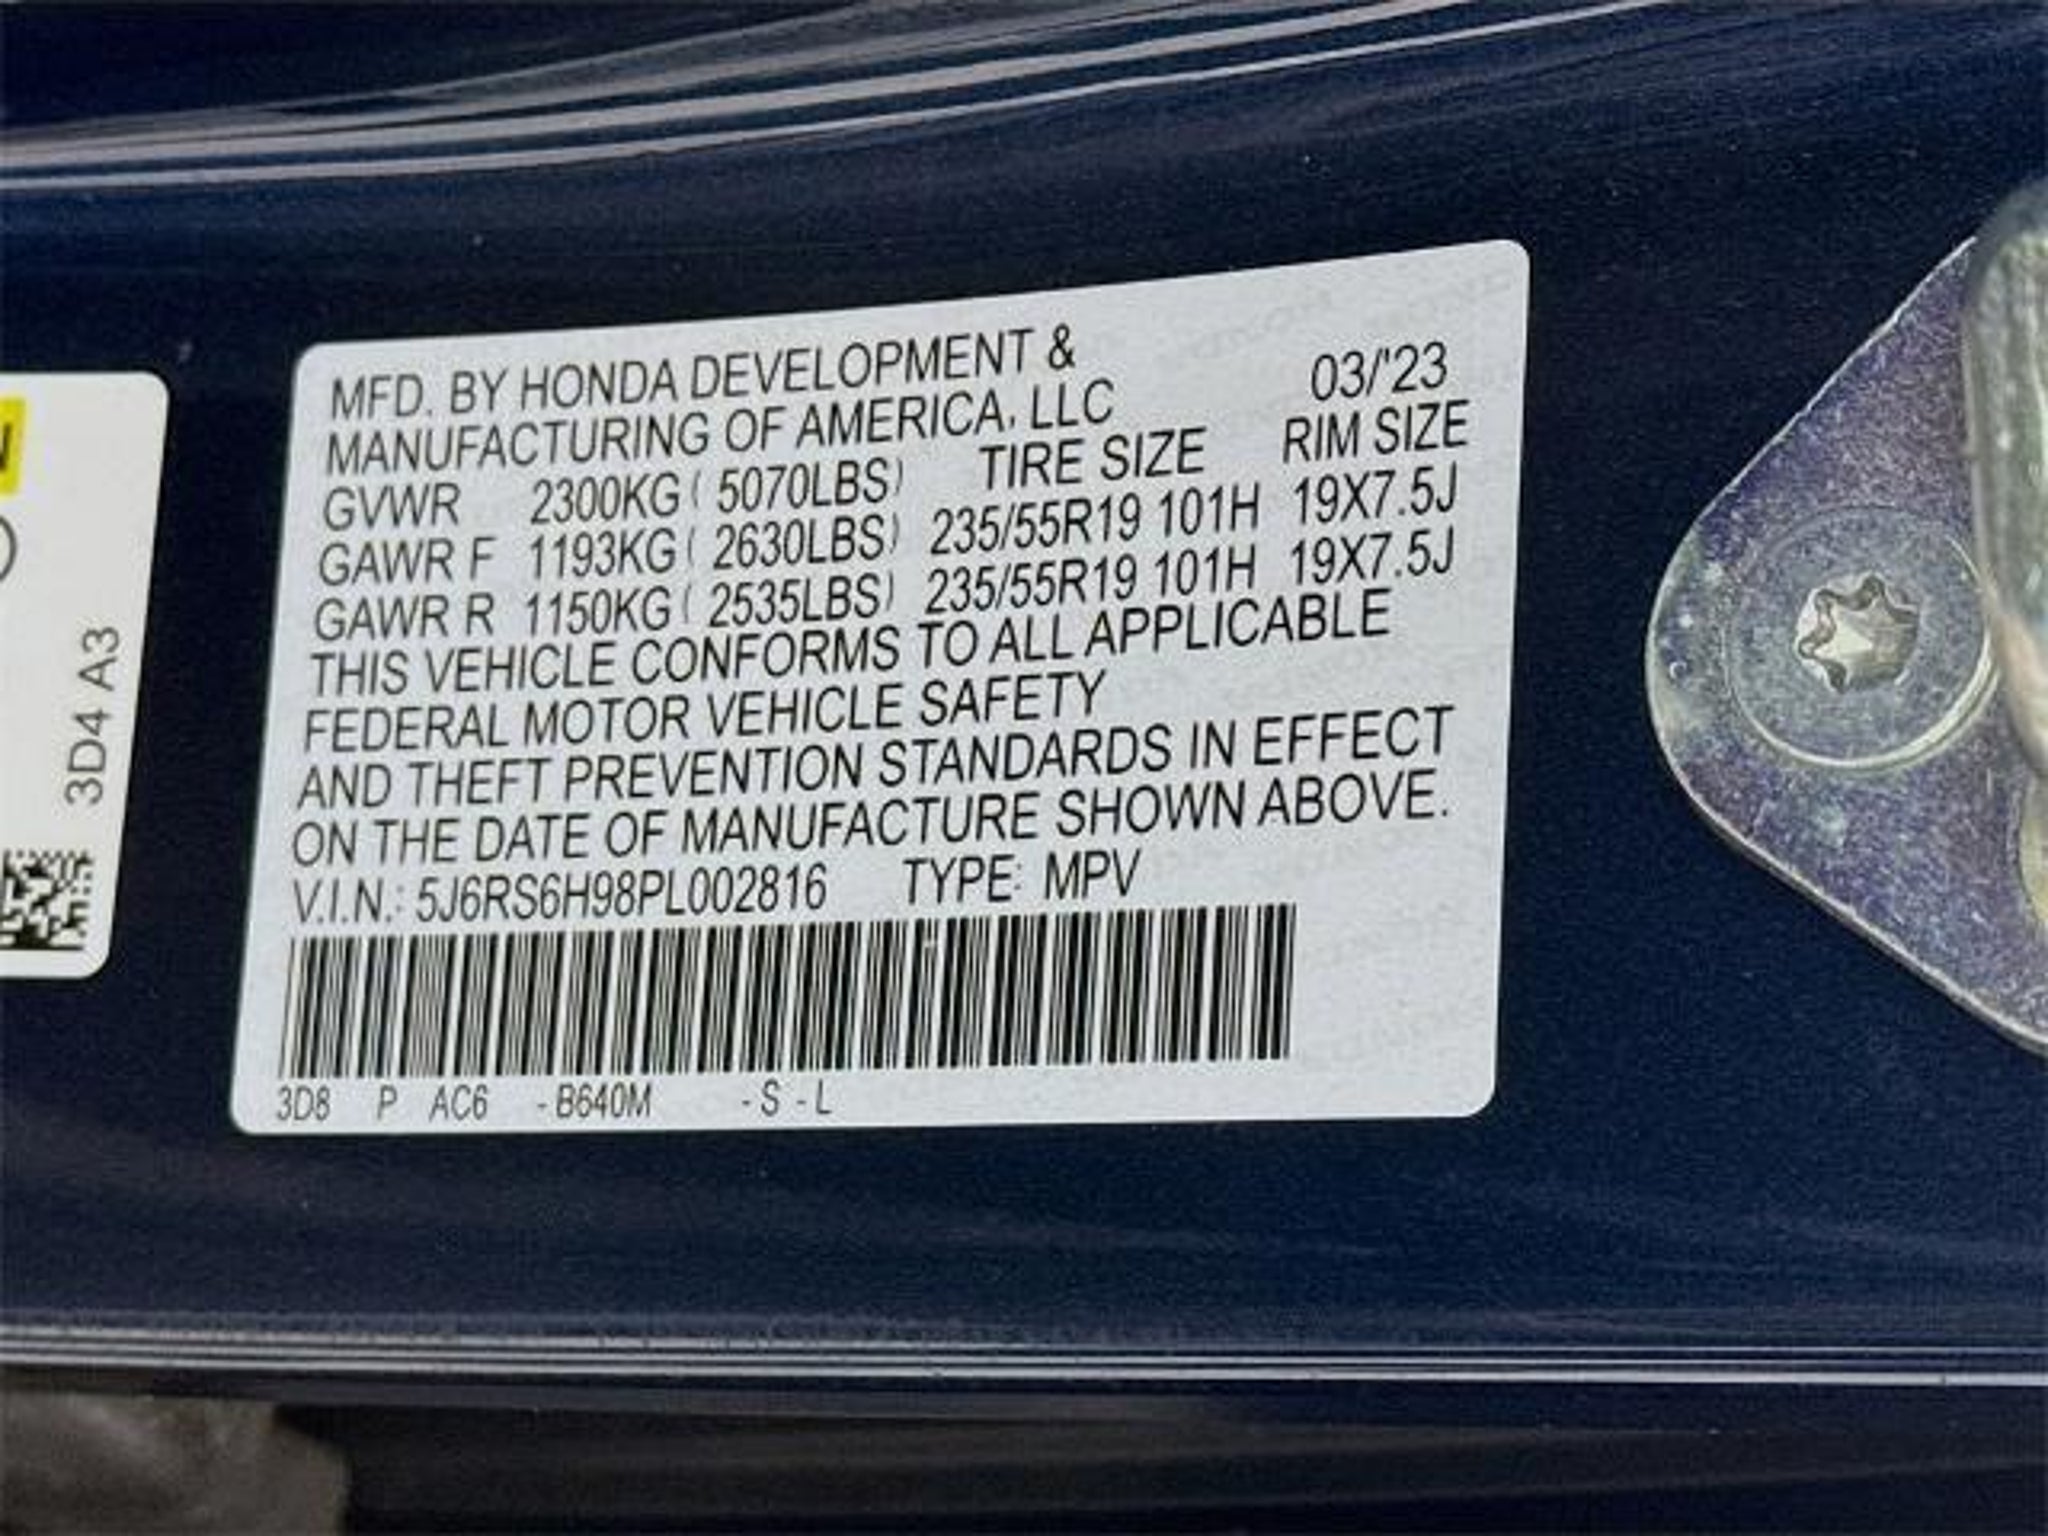 MFD. BY HONDA DEVELOPMENT &
MANUFACTURING OF AMERICA, LLC 03/'23
GVWR 2300KG ( 5070LBS) TIRE SIZE RIM SIZE
GAWR F 1193KG ( 2630LBS) 235/55R19 101H 19X7.5J
GAWR R 1150KG ( 2535LBS) 235/55R19 101H 19X7.5J
THIS VEHICLE CONFORMS TO ALL APPLICABLE
FEDERAL MOTOR VEHICLE SAFETY
AND THEFT PREVENTION STANDARDS IN EFFECT
ON THE DATE OF MANUFACTURE SHOWN ABOVE.
V.I.N.: 5J6RS6H98PL002816 TYPE: MPV
3D8 P AC6 -B640M -S -L
3D4 A3